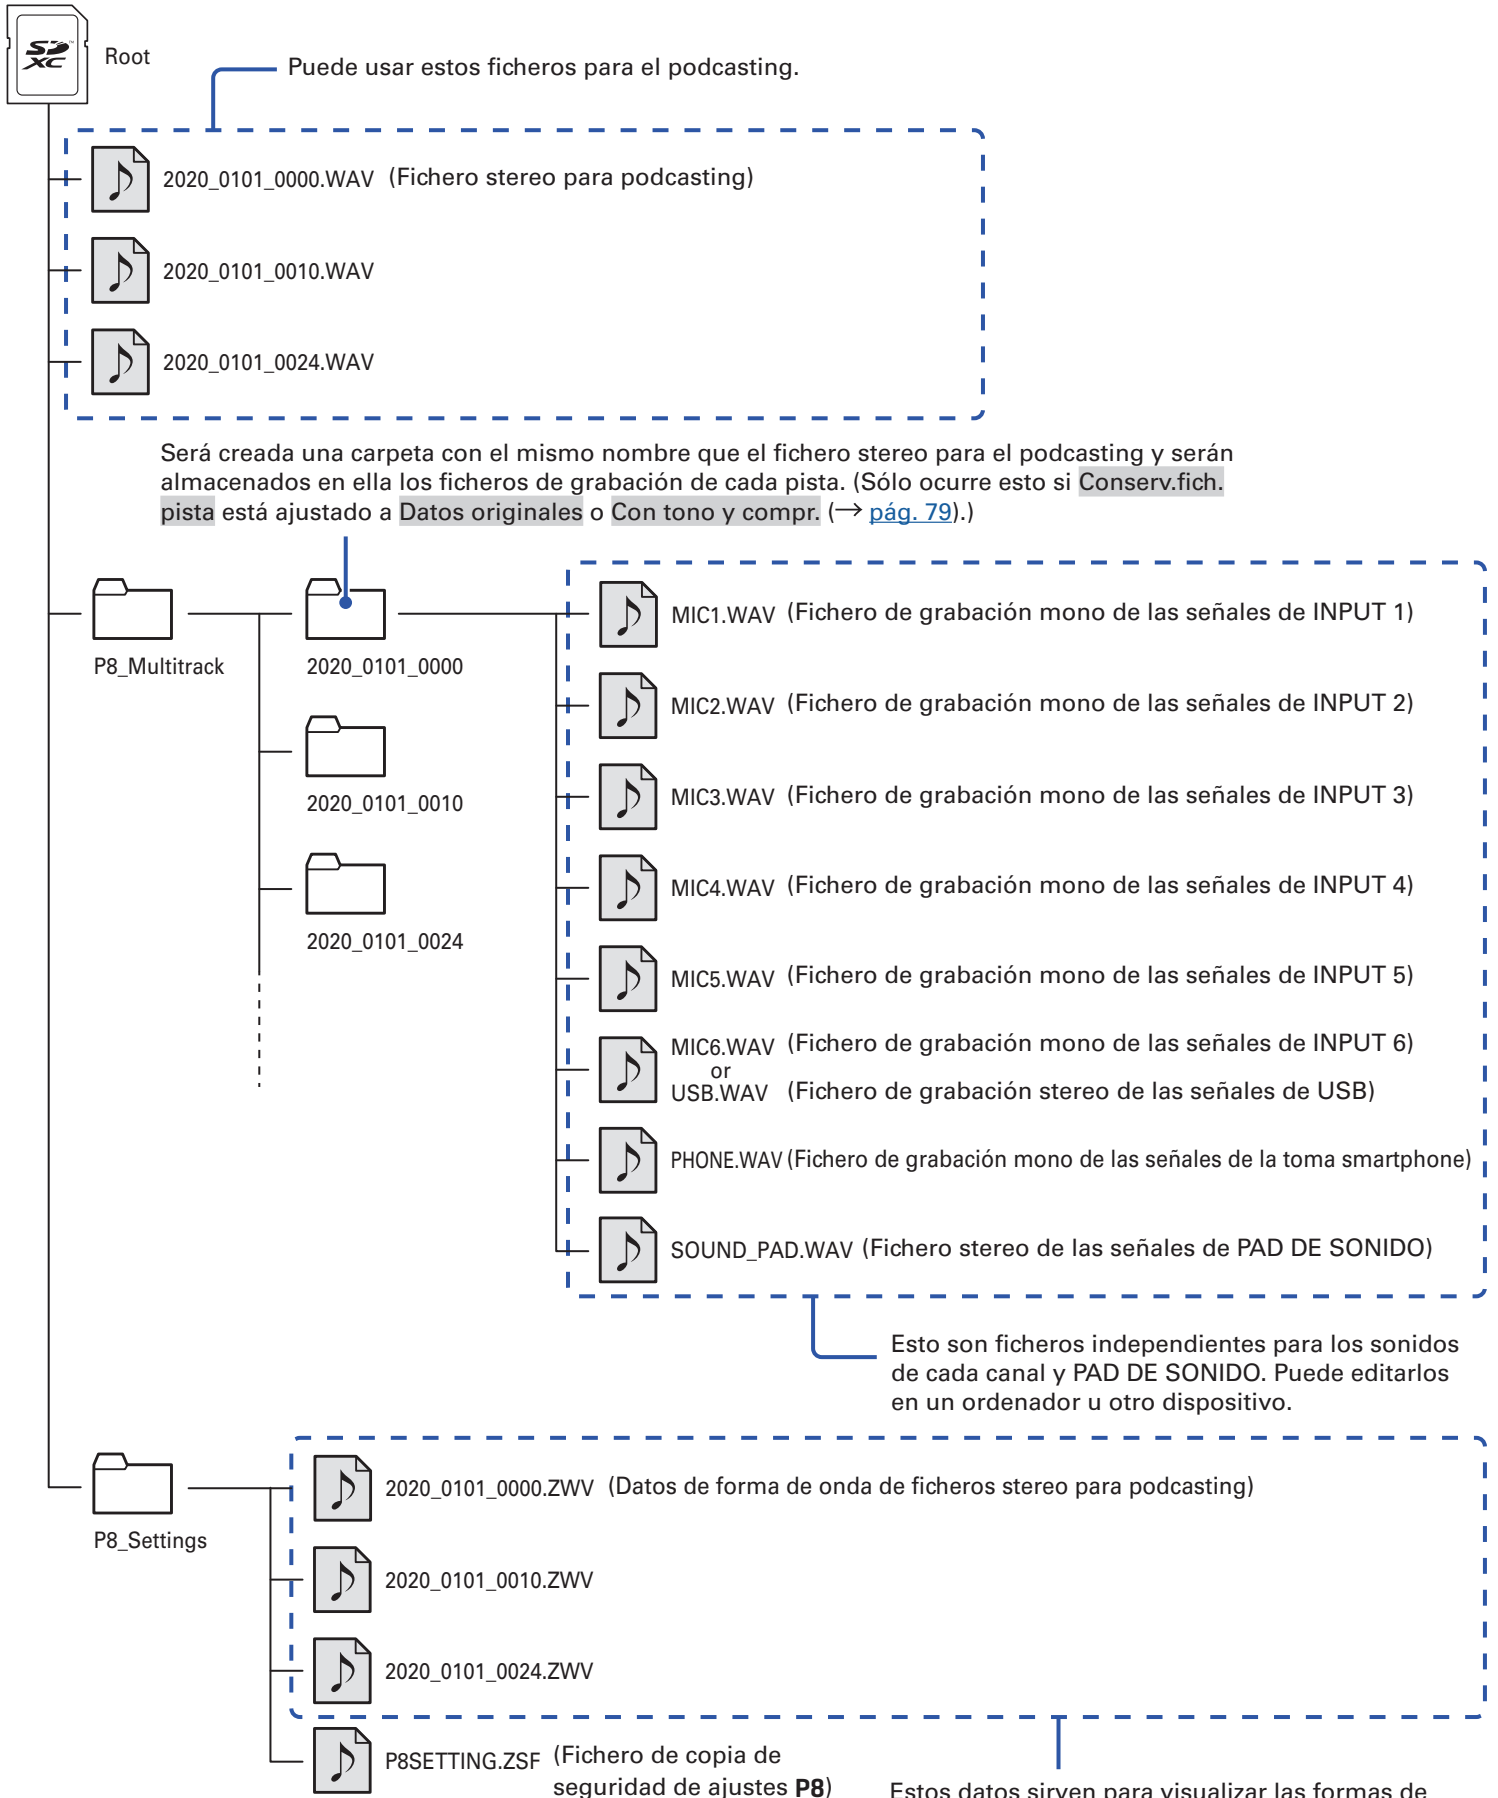 SD XC
Root
Puede usar estos ficheros para el podcasting.
2020_0101_0000.WAV (Fichero stereo para podcasting)
2020_0101_0010.WAV
2020_0101_0024.WAV
Será creada una carpeta con el mismo nombre que el fichero stereo para el podcasting y serán
almacenados en ella los ficheros de grabación de cada pista. (Sólo ocurre esto si Conserv.fich.
pista está ajustado a Datos originales o Con tono y compr. (→ pág. 79).)
P8_Multitrack
2020_0101_0000
2020_0101_0010
2020_0101_0024
MIC1.WAV (Fichero de grabación mono de las señales de INPUT 1)
MIC2.WAV (Fichero de grabación mono de las señales de INPUT 2)
MIC3.WAV (Fichero de grabación mono de las señales de INPUT 3)
MIC4.WAV (Fichero de grabación mono de las señales de INPUT 4)
MIC5.WAV (Fichero de grabación mono de las señales de INPUT 5)
MIC6.WAV (Fichero de grabación mono de las señales de INPUT 6)
or
USB.WAV (Fichero de grabación stereo de las señales de USB)
PHONE.WAV (Fichero de grabación mono de las señales de la toma smartphone)
SOUND_PAD.WAV (Fichero stereo de las señales de PAD DE SONIDO)
Esto son ficheros independientes para los sonidos
de cada canal y PAD DE SONIDO. Puede editarlos
en un ordenador u otro dispositivo.
P8_Settings
2020_0101_0000.ZWV (Datos de forma de onda de ficheros stereo para podcasting)
2020_0101_0010.ZWV
2020_0101_0024.ZWV
P8SETTING.ZSF (Fichero de copia de
seguridad de ajustes P8)
Estos datos sirven para visualizar las formas de